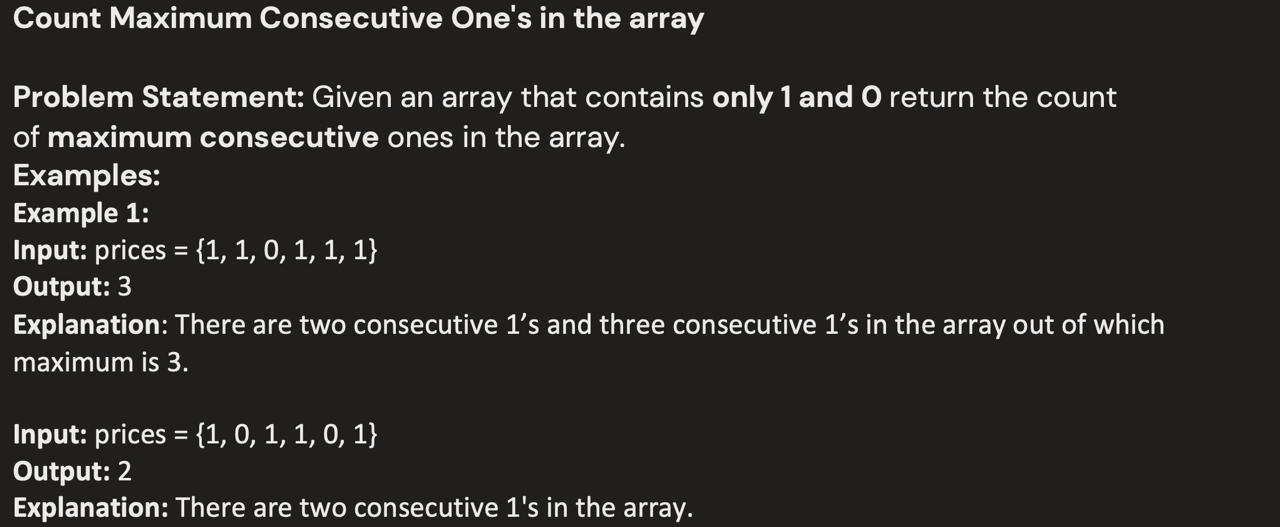 Count Maximum Consecutive One's in the array
Problem Statement: Given an array that contains only 1 and 0 return the count
of maximum consecutive ones in the array.
Examples:
Example 1:
Input: prices = {1, 1, 0, 1, 1, 1}
Output: 3
Explanation: There are two consecutive 1’s and three consecutive 1’s in the array out of which
maximum is 3.
Input: prices = {1, 0, 1, 1, 0, 1}
Output: 2
Explanation: There are two consecutive 1's in the array.